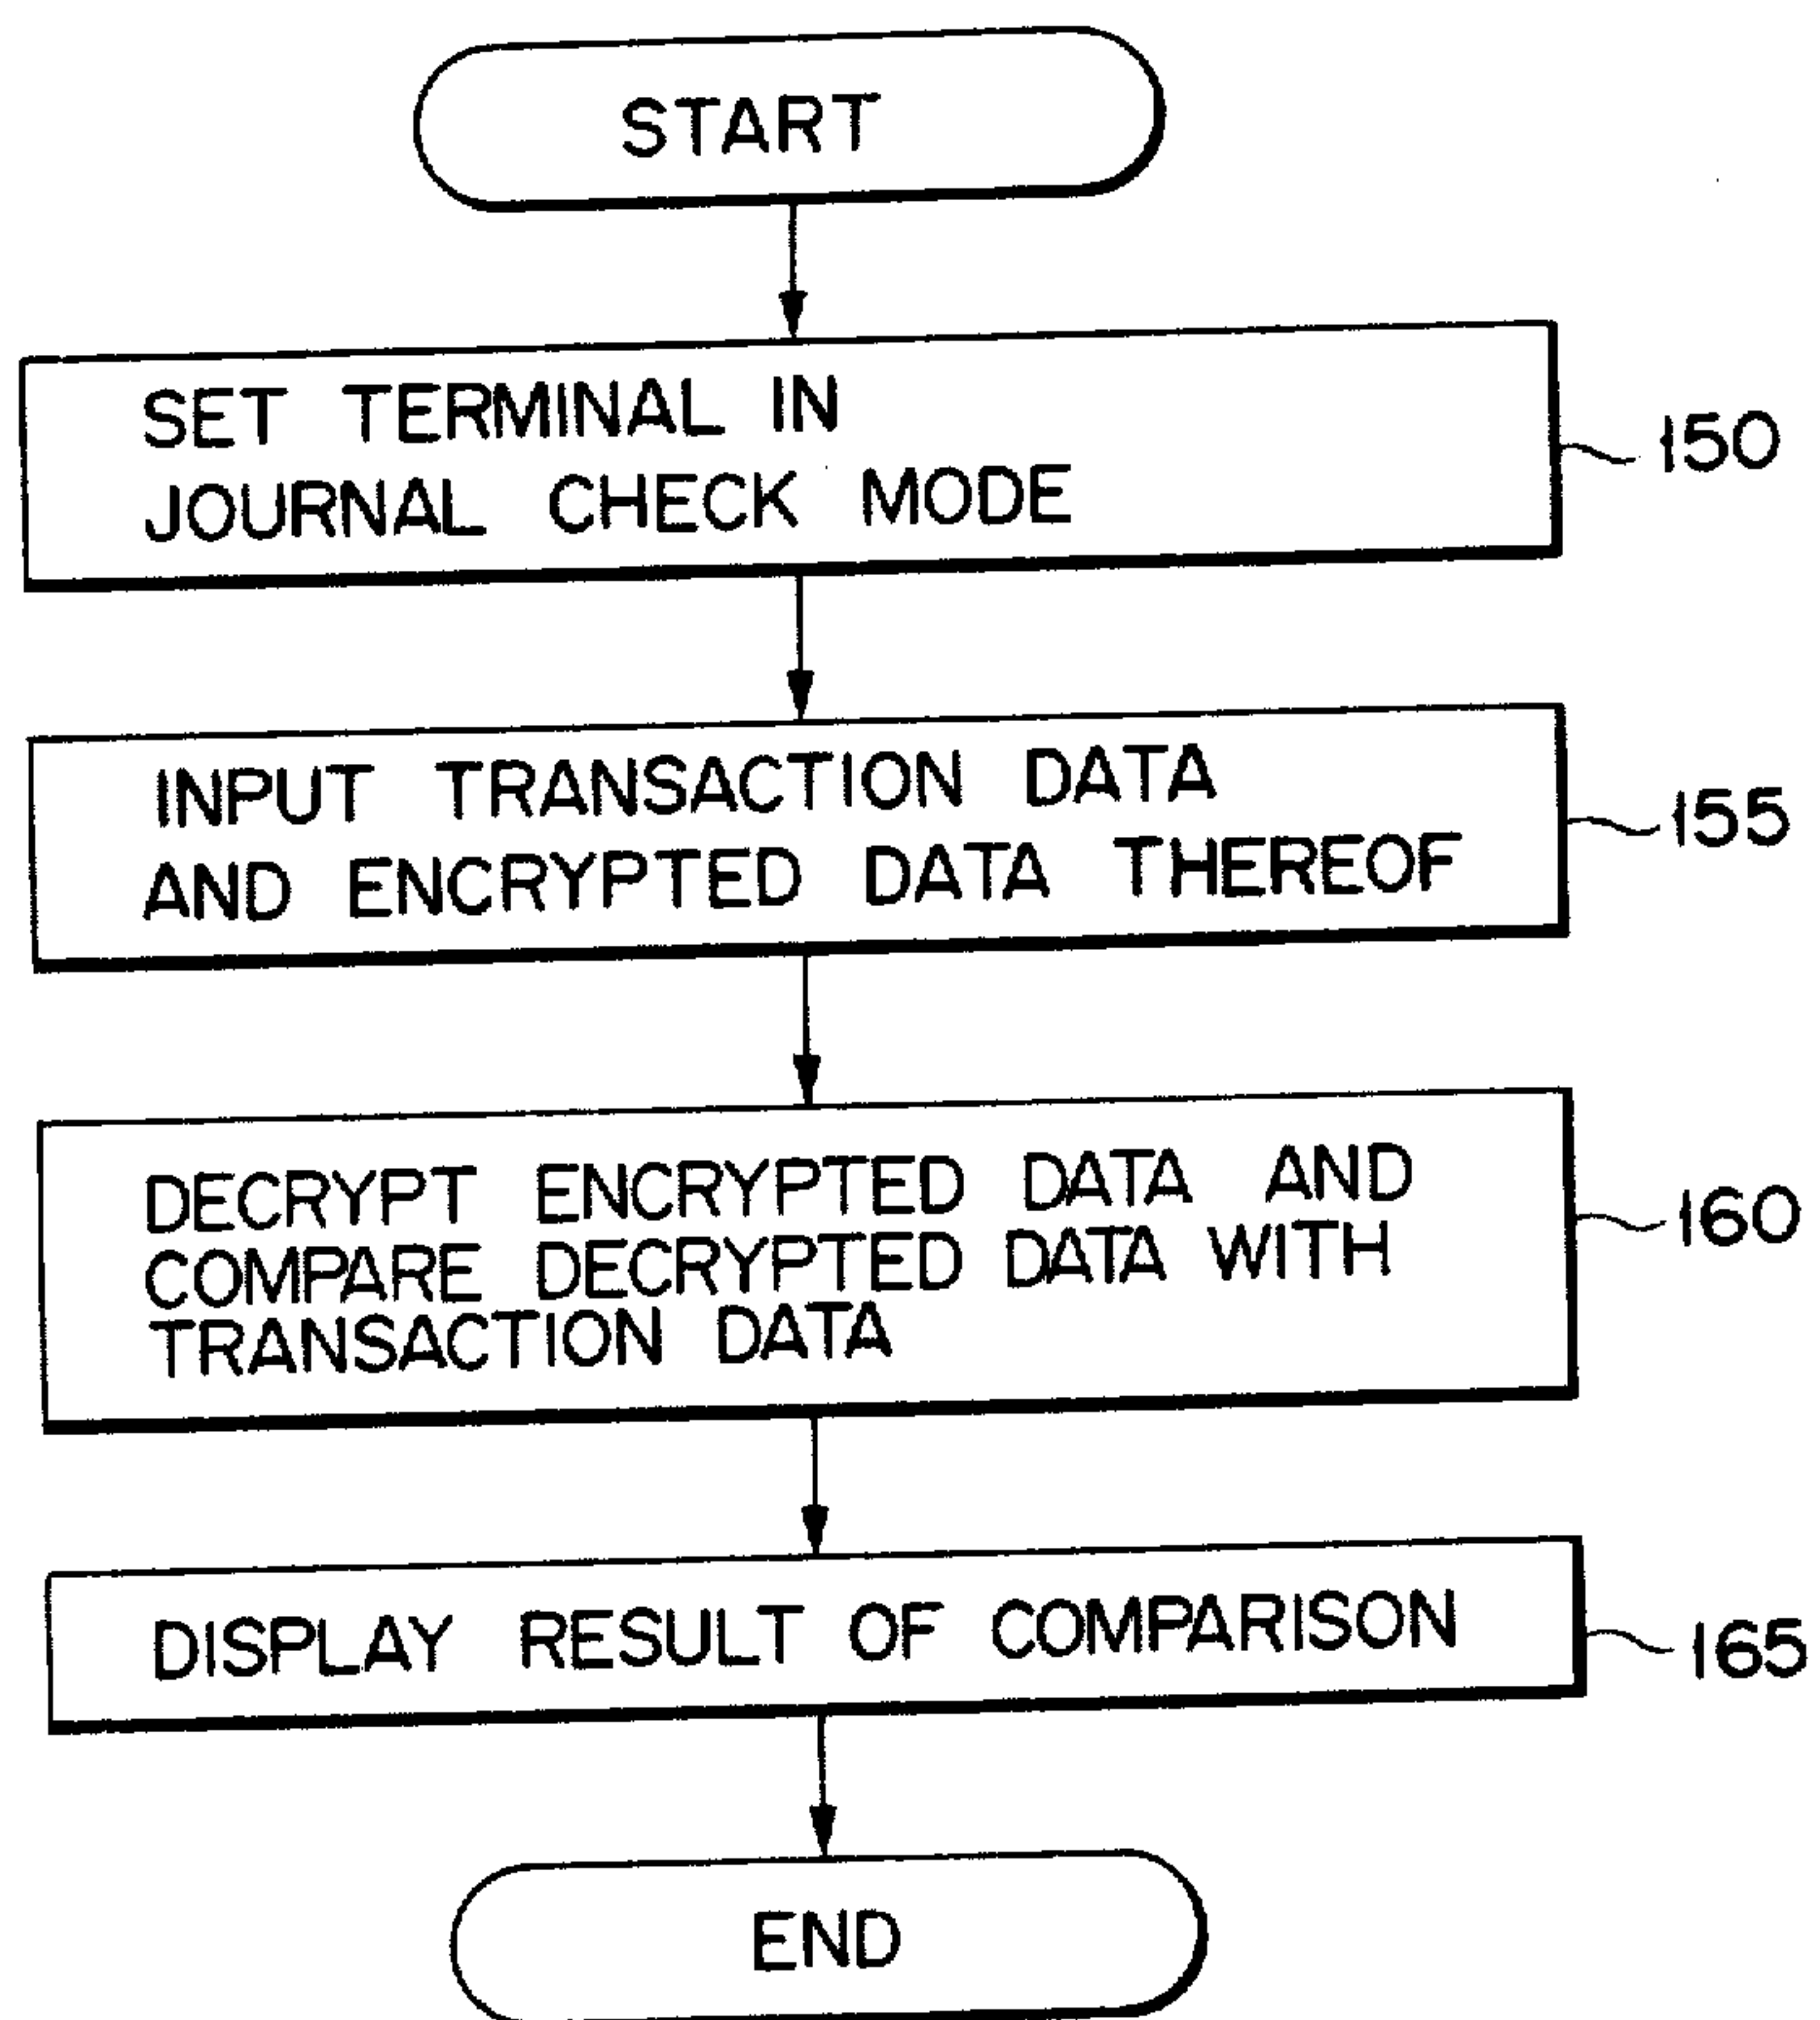 START
SET TERMINAL IN
JOURNAL CHECK MODE
150
INPUT TRANSACTION DATA
AND ENCRYPTED DATA THEREOF
155
DECRYPT ENCRYPTED DATA AND
COMPARE DECRYPTED DATA WITH
TRANSACTION DATA
160
DISPLAY RESULT OF COMPARISON
165
END